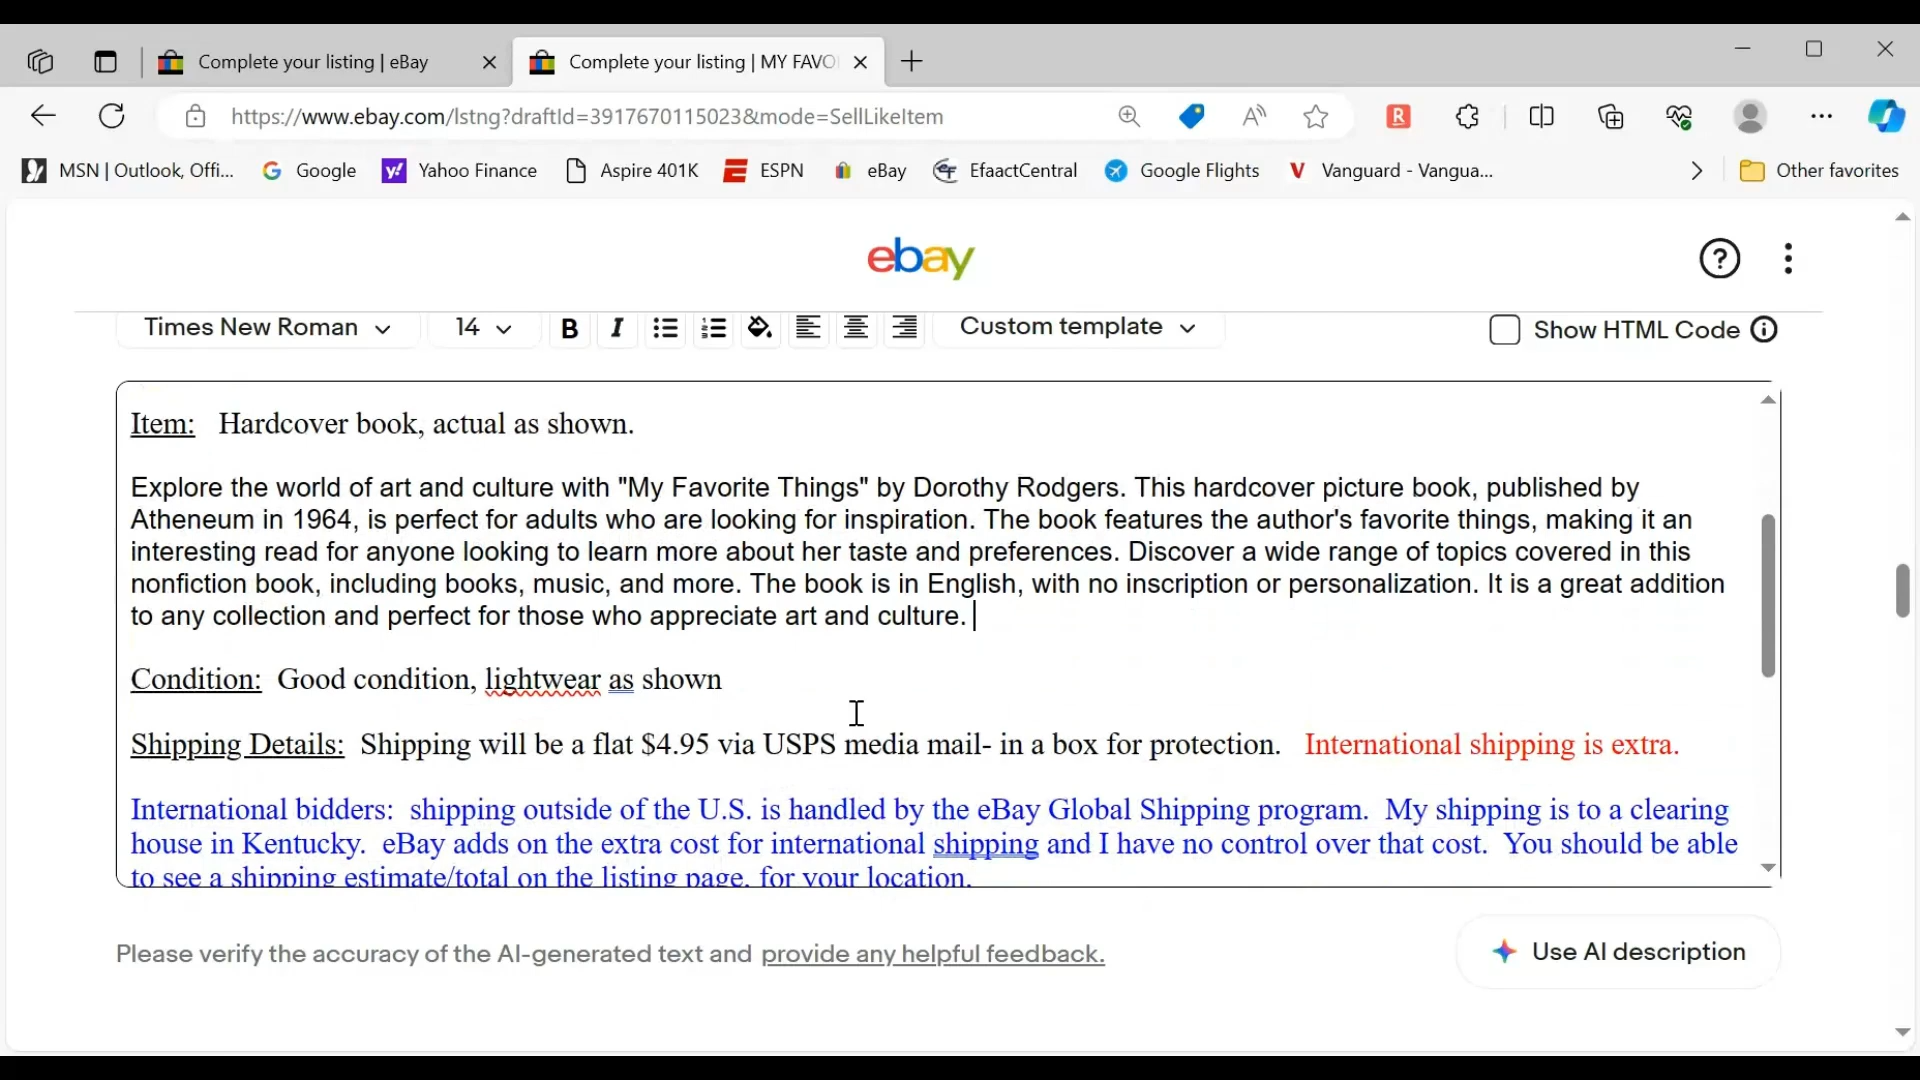 Complete your listing | eBay
Complete your listing | MY FAVO
https://www.ebay.com/lstng?draftId=39176701150​23&mode=SellLikeItem
MSN | Outlook, Offi...
Google
Yahoo Finance
Aspire 401K
ESPN
eBay
EfaactCentral
Google Flights
Vanguard - Vangua...
Other favorites
ebay
Times New Roman
14
B
I
Custom template
Show HTML Code
Item: Hardcover book, actual as shown.
Explore the world of art and culture with "My Favorite Things" by Dorothy Rodgers. This hardcover picture book, published by
Atheneum in 1964, is perfect for adults who are looking for inspiration. The book features the author's favorite things, making it an
interesting read for anyone looking to learn more about her taste and preferences. Discover a wide range of topics covered in this
nonfiction book, including books, music, and more. The book is in English, with no inscription or personalization. It is a great addition
to any collection and perfect for those who appreciate art and culture.
Condition: Good condition, lightwear as shown
Shipping Details: Shipping will be a flat $4.95 via USPS media mail- in a box for protection. International shipping is extra.
International bidders: shipping outside of the U.S. is handled by the eBay Global Shipping program. My shipping is to a clearing
house in Kentucky. eBay adds on the extra cost for international shipping and I have no control over that cost. You should be able
to see a shipping estimate/total on the listing page, for your location.
Please verify the accuracy of the AI-generated text and provide any helpful feedback.
Use AI description